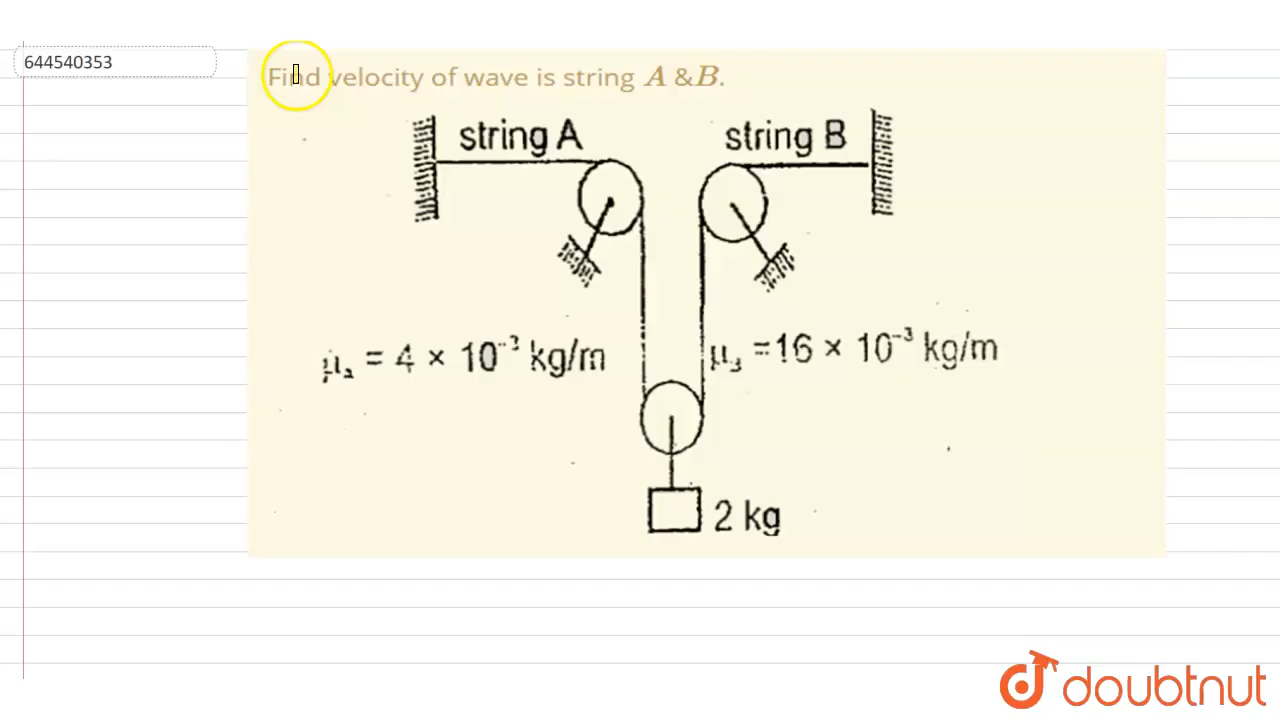 644540353
Find velocity of wave is string A & B.
string A
string B
μ₂ = 4 × 10⁻³ kg/m
μ₃ = 16 × 10⁻³ kg/m
2 kg
doubtnut